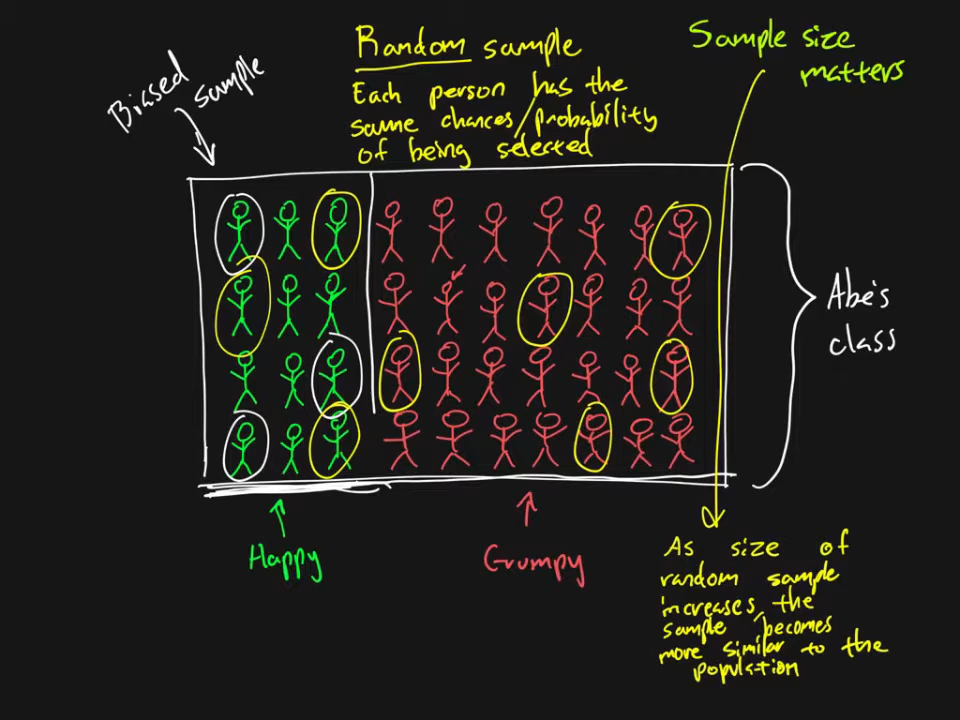 Biased
sample
Random sample
Each person has the
same chances/probability
of being selected
Sample size
matters
Abe's
class
Happy
Grumpy
As size of
random sample
increases, the
sample becomes
more similar to the
population